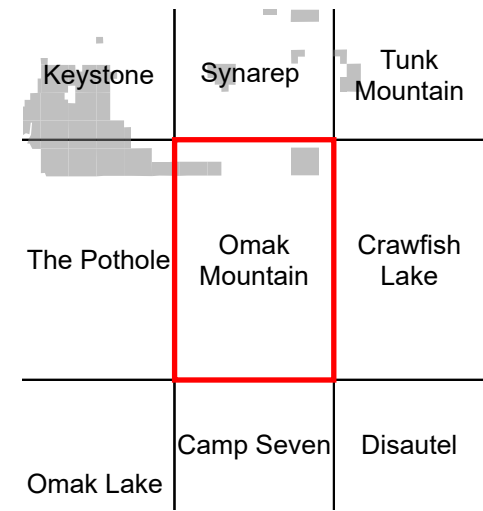 Keystone
Synarep
Tunk
Mountain
The Pothole
Omak
Mountain
Crawfish
Lake
Omak Lake
Camp Seven
Disautel